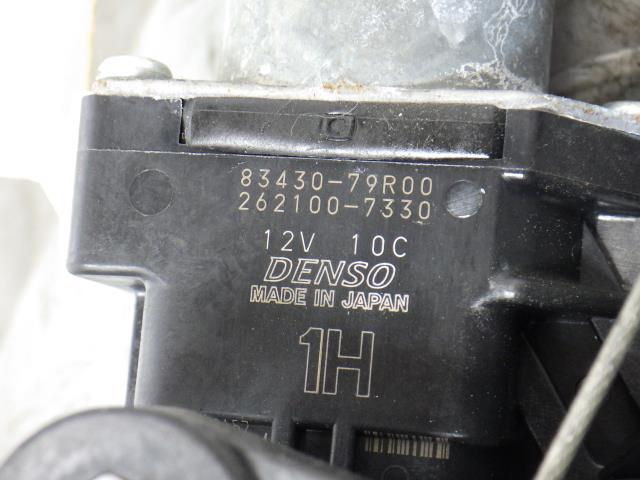 83430-79R00
262100-7330
12V 10C
DENSO
MADE IN JAPAN
1H